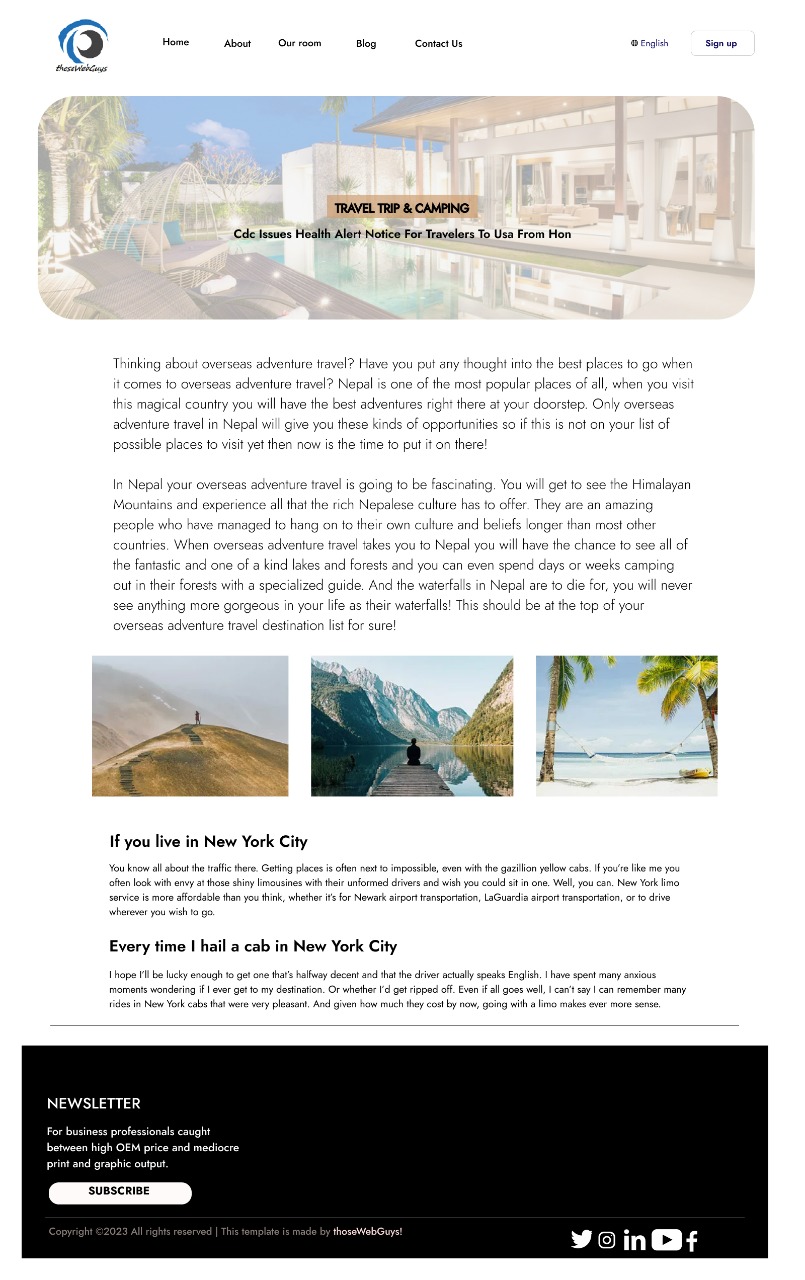 thoseWebGuys
Home About Our room Blog Contact Us English Sign up
TRAVEL TRIP & CAMPING
Cdc Issues Health Alert Notice For Travelers To Usa From Hon
Thinking about overseas adventure travel? Have you put any thought into the best places to go when
it comes to overseas adventure travel? Nepal is one of the most popular places of all, when you visit
this magical country you will have the best adventures right there at your doorstep. Only overseas
adventure travel in Nepal will give you these kinds of opportunities so if this is not on your list of
possible places to visit yet then now is the time to put it on there!
In Nepal your overseas adventure travel is going to be fascinating. You will get to see the Himalayan
Mountains and experience all that the rich Nepalese culture has to offer. They are an amazing
people who have managed to hang on to their own culture and beliefs longer than most other
countries. When overseas adventure travel takes you to Nepal you will have the chance to see all of
the fantastic and one of a kind lakes and forests and you can even spend days or weeks camping
out in their forests with a specialized guide. And the waterfalls in Nepal are to die for, you will never
see anything more gorgeous in your life as their waterfalls! This should be at the top of your
overseas adventure travel destination list for sure!
If you live in New York City
You know all about the traffic there. Getting places is often next to impossible, even with the gazillion yellow cabs. If you're like me you
often look with envy at those shiny limousines with their unformed drivers and wish you could sit in one. Well, you can. New York limo
service is more affordable than you think, whether it's for Newark airport transportation, LaGuardia airport transportation, or to drive
wherever you wish to go.
Every time I hail a cab in New York City
I hope I'll be lucky enough to get one that's halfway decent and that the driver actually speaks English. I have spent many anxious
moments wondering if I ever get to my destination. Or whether I'd get ripped off. Even if all goes well, I can't say I can remember many
rides in New York cabs that were very pleasant. And given how much they cost by now, going with a limo makes ever more sense.
NEWSLETTER
For business professionals caught
between high OEM price and mediocre
print and graphic output.
SUBSCRIBE
Copyright ©2023 All rights reserved | This template is made by thoseWebGuys!